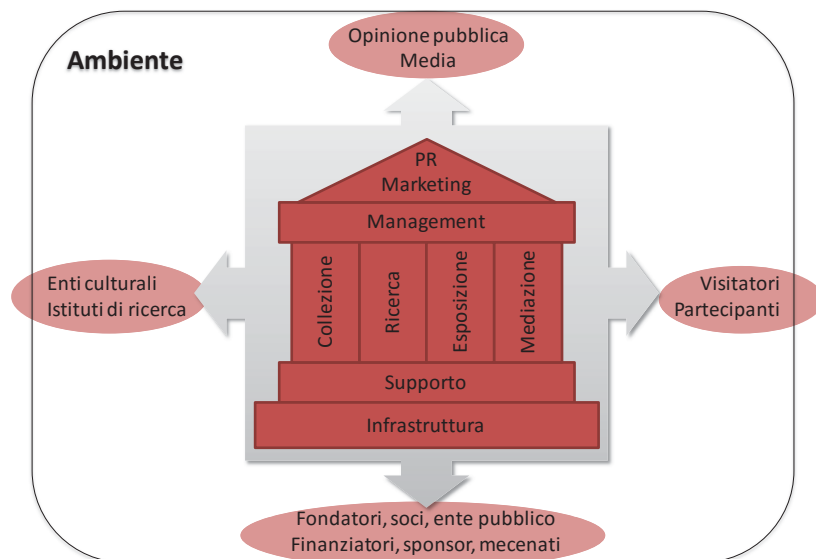 Opinione pubblica
Media
Ambiente
PR
Marketing
Management
Enti culturali
Istituti di ricerca
Collezione
Ricerca
Esposizione
Mediazione
Visitatori
Partecipanti
Supporto
Infrastruttura
Fondatori, soci, ente pubblico
Finanziatori, sponsor, mecenati